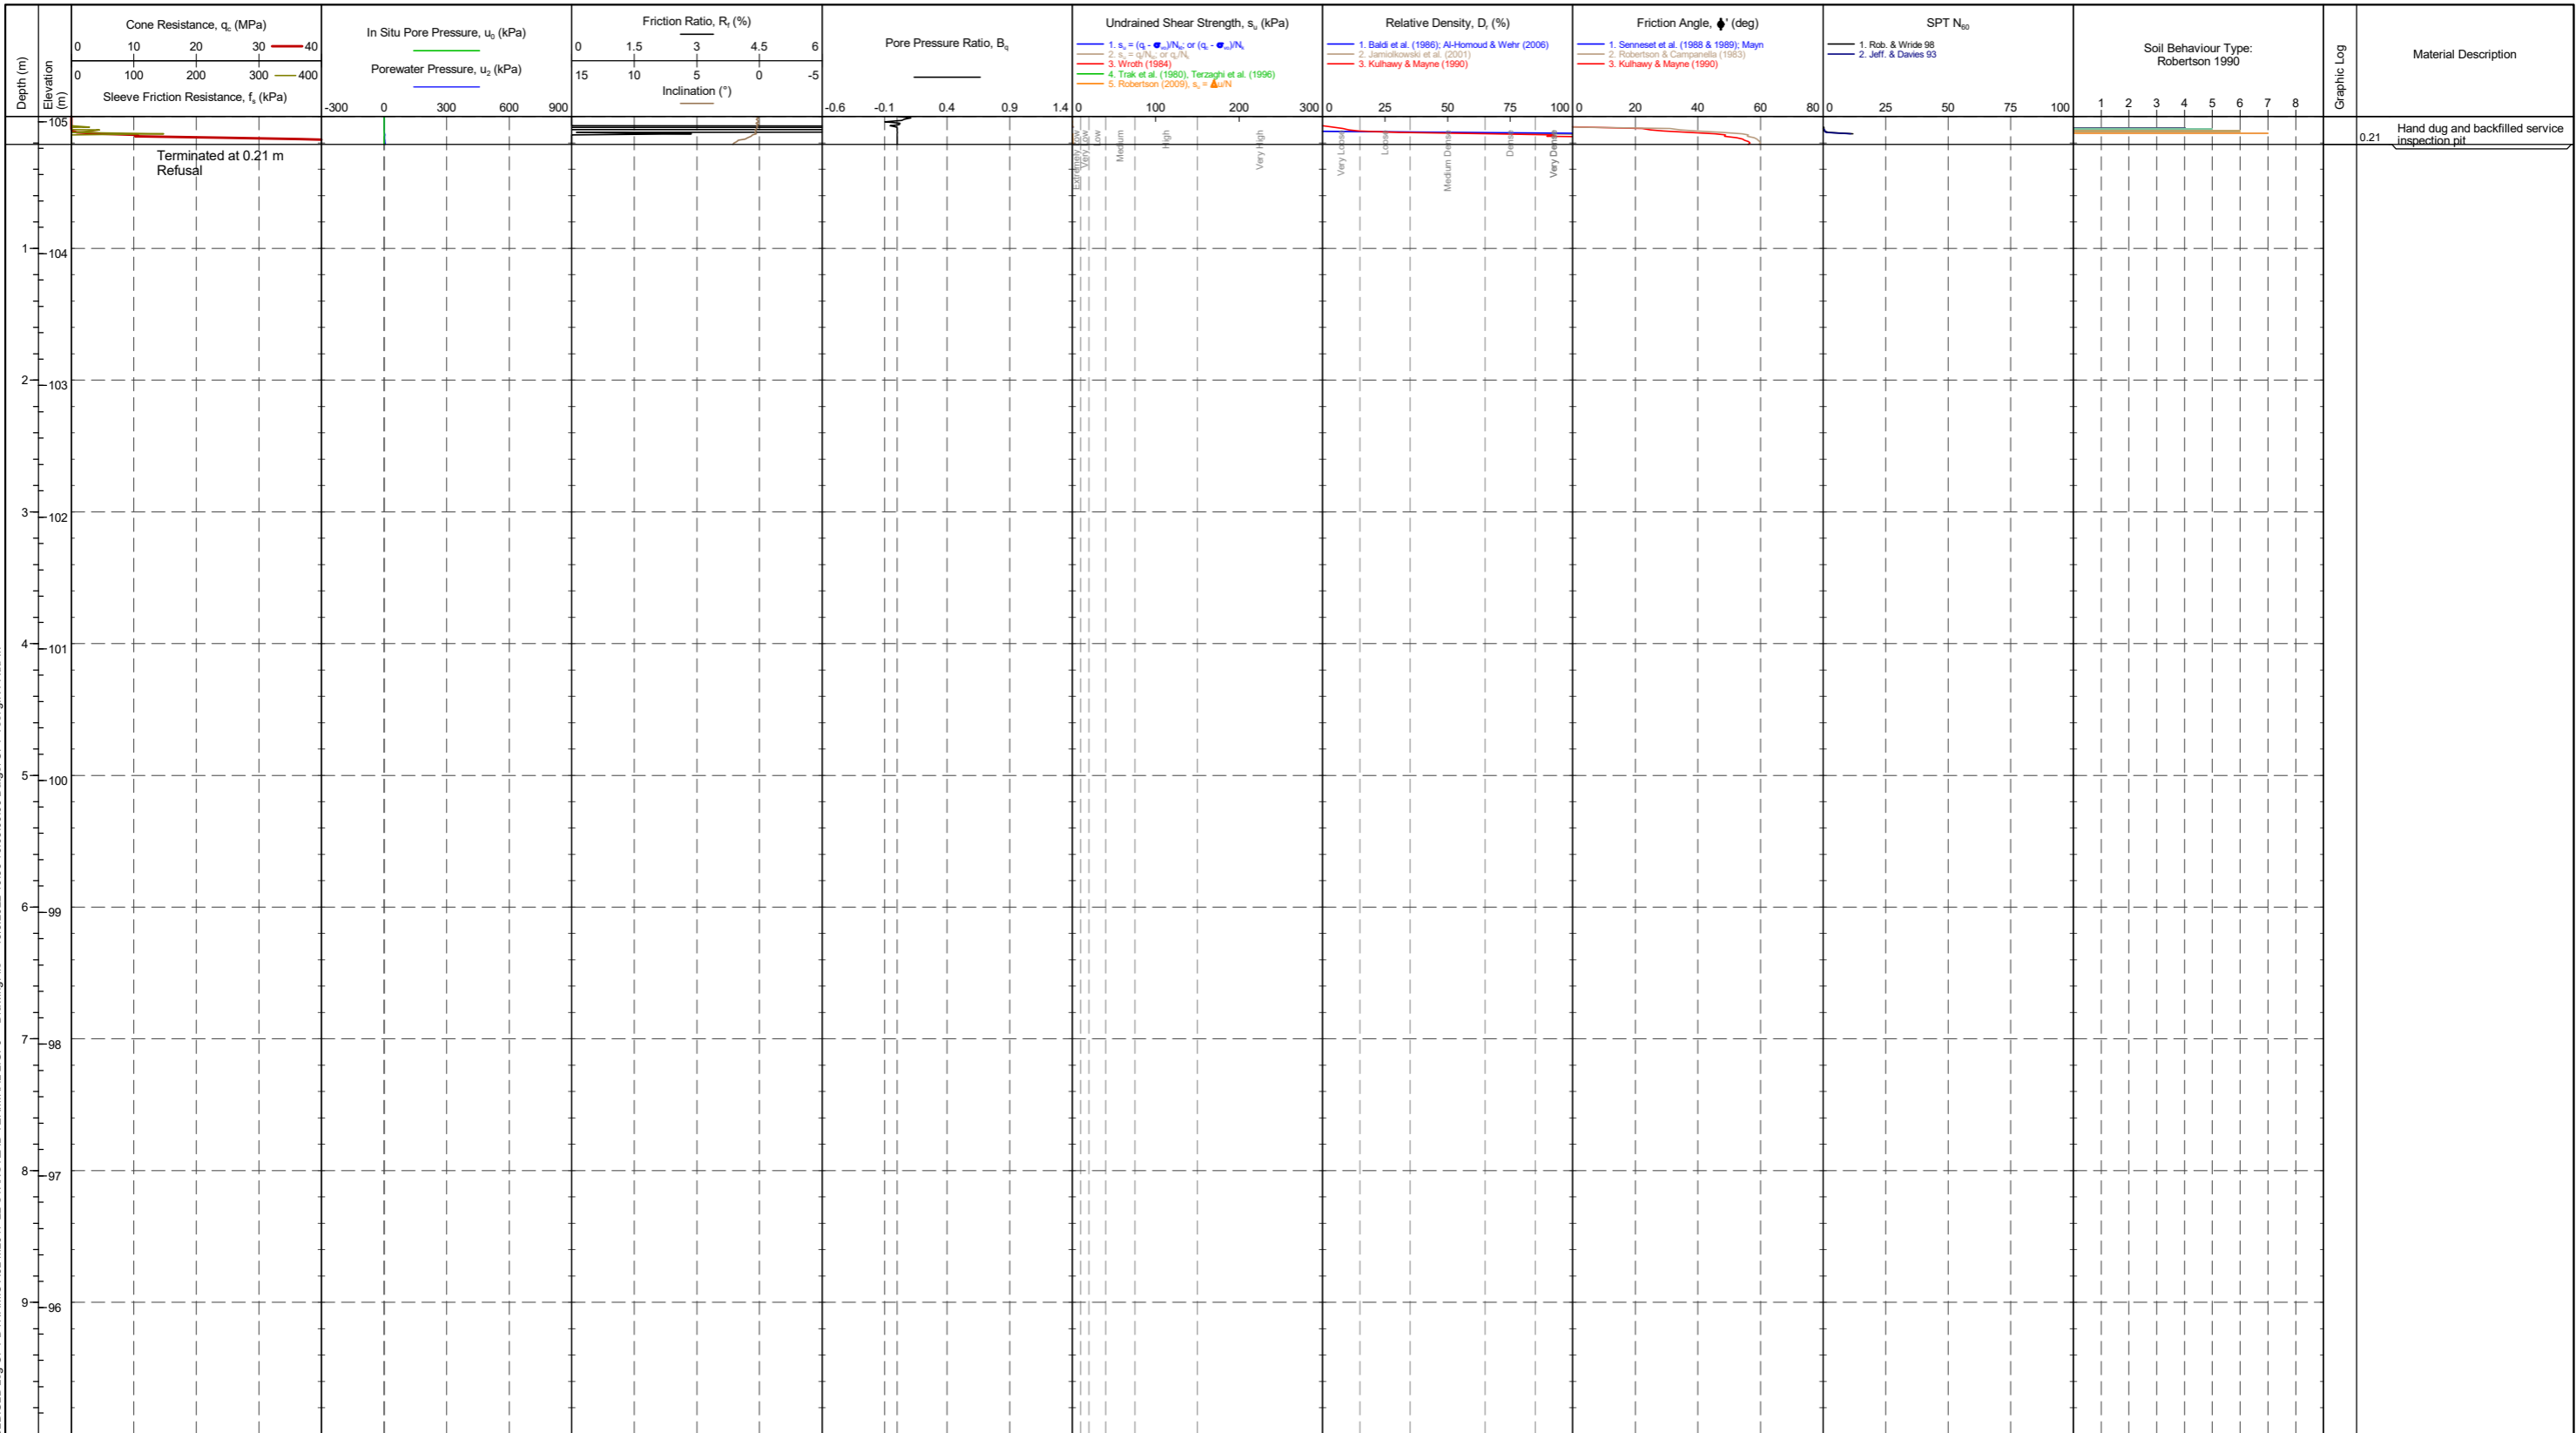 Depth (m)
Elevation (m)
Cone Resistance, qc (MPa)
0 10 20 30 40
0 100 200 300 400
Sleeve Friction Resistance, fs (kPa)
In Situ Pore Pressure, u0 (kPa)
Porewater Pressure, u2 (kPa)
-300 0 300 600 900
Friction Ratio, Rf (%)
0 1.5 3 4.5 6
15 10 5 0 -5
Inclination (°)
Pore Pressure Ratio, Bq
-0.6 -0.1 0.4 0.9 1.4
Undrained Shear Strength, su (kPa)
3. Wroth (1984)
4. Trak et al. (1980), Terzaghi et al. (1996)
5. Robertson (2009), su = Δu/N
0 100 200 300
Extremely Low
Very Low
Low
Medium
High
Very High
Relative Density, Dr (%)
1. Baldi et al. (1986); Al-Homoud & Wehr (2006)
2. Jamiolkowski et al. (2001)
3. Kulhawy & Mayne (1990)
0 25 50 75 100
Very Loose
Loose
Medium Dense
Dense
Very Dense
Friction Angle, ϕ' (deg)
1. Senneset et al. (1988 & 1989); Mayn
2. Robertson & Campanella (1983)
3. Kulhawy & Mayne (1990)
0 20 40 60 80
SPT N60
1. Rob. & Wride 98
2. Jeff. & Davies 93
0 25 50 75 100
Soil Behaviour Type:
Robertson 1990
1 2 3 4 5 6 7 8
Graphic Log
Material Description
105
0.21
Hand dug and backfilled service
inspection pit
Terminated at 0.21 m
Refusal
1
104
2
103
3
102
4
101
5
100
6
99
7
98
8
97
9
96